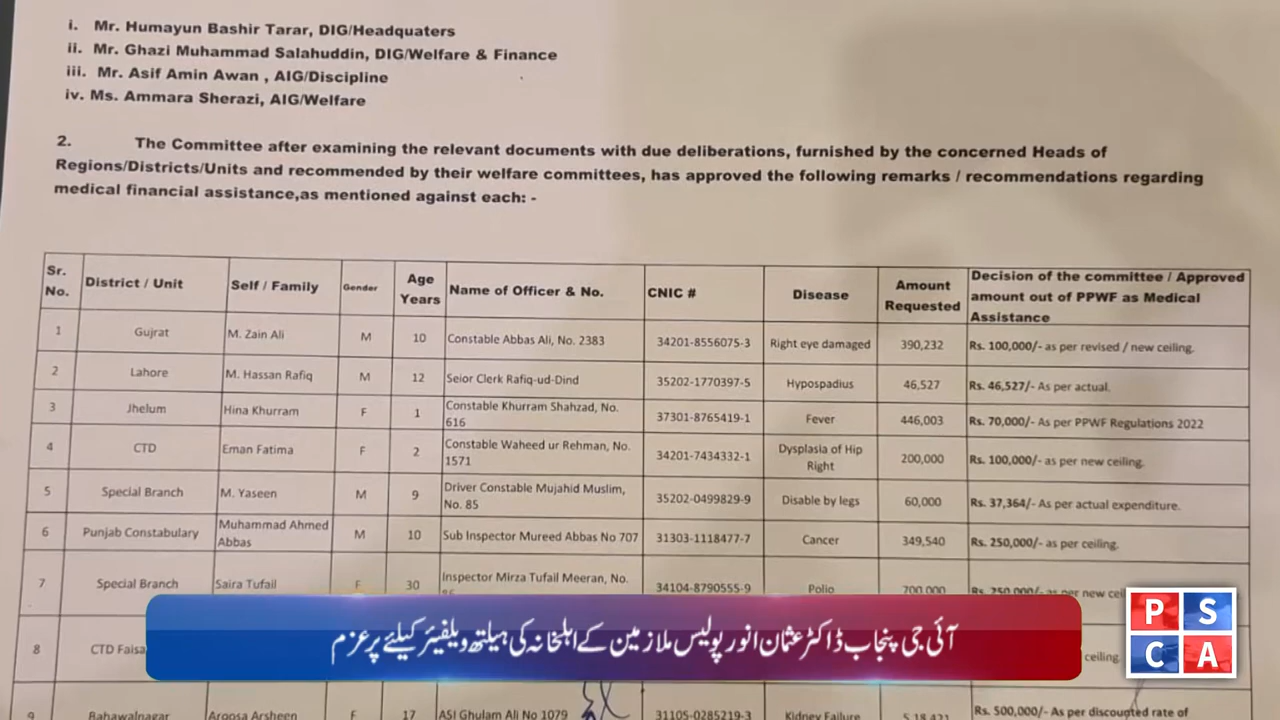 i. Mr. Humayun Bashir Tarar, DIG/Headquaters
ii. Mr. Ghazi Muhammad Salahuddin, DIG/Welfare & Finance
iii. Mr. Asif Amin Awan , AIG/Discipline
iv. Ms. Ammara Sherazi, AIG/Welfare
2. The Committee after examining the relevant documents with due deliberations, furnished by the concerned Heads of
Regions/Districts/Units and recommended by their welfare committees, has approved the following remarks / recommendations regarding
medical financial assistance,as mentioned against each: -
Sr. No. District / Unit Self / Family Gender Age Years Name of Officer & No. CNIC # Disease Amount Requested Decision of the committee / Approved amount out of PPWF as Medical Assistance
1 Gujrat M. Zain Ali M 10 Constable Abbas Ali, No. 2383 34201-8556075-3 Right eye damaged 390,232 Rs. 100,000/- as per revised / new ceiling.
2 Lahore M. Hassan Rafiq M 12 Seior Clerk Rafiq-ud-Dind 35202-1770397-5 Hypospadius 46,527 Rs. 46,527/- As per actual.
3 Jhelum Hina Khurram F 1 Constable Khurram Shahzad, No. 616 37301-8765419-1 Fever 446,003 Rs. 70,000/- As per PPWF Regulations 2022
4 CTD Eman Fatima F 2 Constable Waheed ur Rehman, No. 1571 34201-7434332-1 Dysplasia of Hip Right 200,000 Rs. 100,000/- as per new ceiling.
5 Special Branch M. Yaseen M 9 Driver Constable Mujahid Muslim, No. 85 35202-0499829-9 Disable by legs 60,000 Rs. 37,364/- As per actual expenditure.
6 Punjab Constabulary Muhammad Ahmed Abbas M 10 Sub Inspector Mureed Abbas No 707 31303-1118477-7 Cancer 349,540 Rs. 250,000/- as per ceiling.
7 Special Branch Saira Tufail F 30 Inspector Mirza Tufail Meeran, No. 34104-8790555-9 Polio 700,000 Rs. 250,000/- as per new
8 CTD ceiling.
آئی جی پنجاب ڈاکٹر عثمان انور پولیس ملازمین کے اہلخانہ کی ہیلتھ ویلفیئر کیلئے پرعزم
P S
C A
9 Bahawalnagar Aroosa Arsheen F 17 ASI Ghulam Ali No 1079 31105-0285219-3 Kidney Failure 5,18,421 Rs. 500,000/- As per discounted rate of